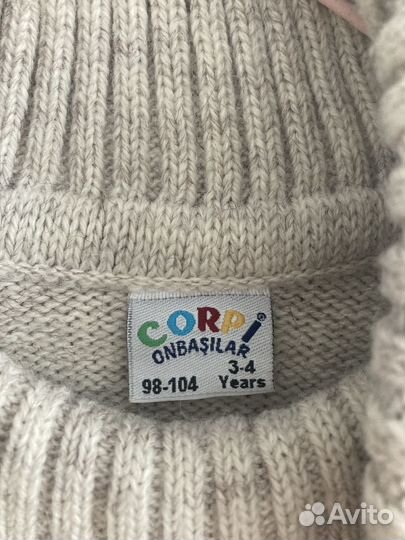 CORPi®
ONBAŞILAR
98-104 3-4 Years
Avito